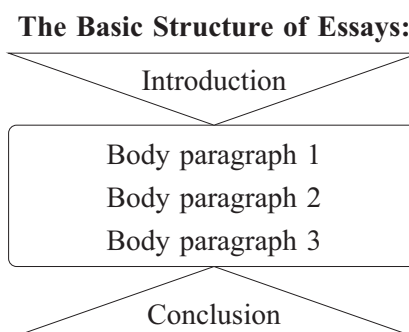 The Basic Structure of Essays:
Introduction
Body paragraph 1
Body paragraph 2
Body paragraph 3
Conclusion